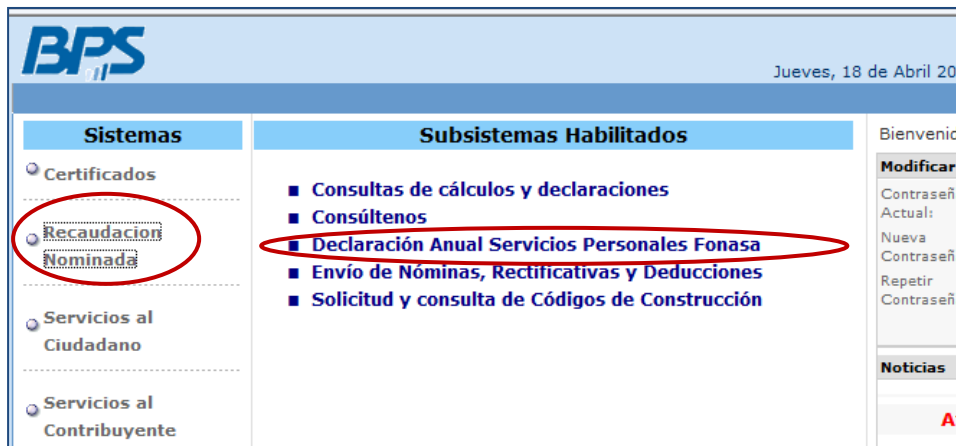 BPS
Jueves, 18 de Abril 20
Sistemas
Certificados
Recaudacion
Nominada
Servicios al
Ciudadano
Servicios al
Contribuyente
Subsistemas Habilitados
Consultas de cálculos y declaraciones
Consúltenos
Declaración Anual Servicios Personales Fonasa
Envío de Nóminas, Rectificativas y Deducciones
Solicitud y consulta de Códigos de Construcción
Bienvenid
Modificar
Contraseñ
Actual:
Nueva
Contraseñ
Repetir
Contraseñ
Noticias
A